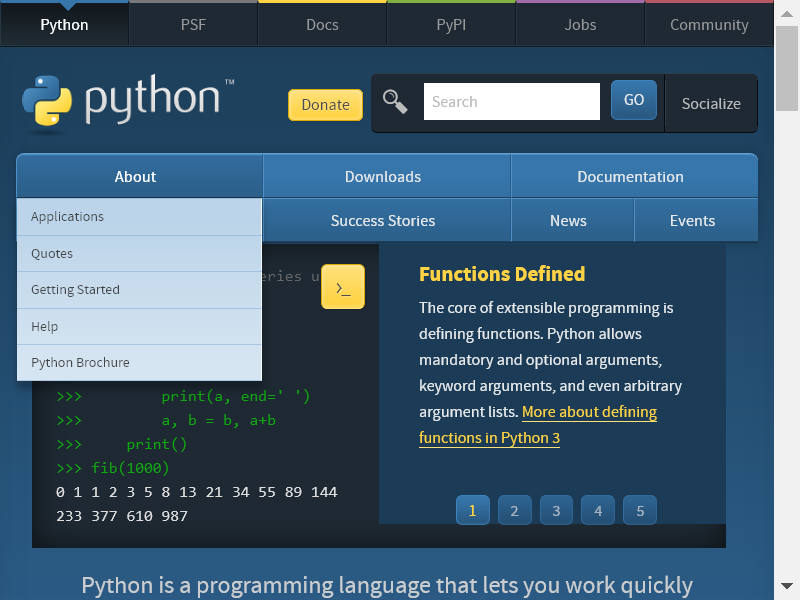 Python PSF Docs PyPI Jobs Community
python™ Donate Search GO Socialize
About Downloads Documentation
Success Stories News Events
Applications
Quotes
Getting Started
Help
Python Brochure
>_
>>> print(a, end=' ')
>>> a, b = b, a+b
>>> print()
>>> fib(1000)
0 1 1 2 3 5 8 13 21 34 55 89 144
233 377 610 987
Functions Defined
The core of extensible programming is
defining functions. Python allows
mandatory and optional arguments,
keyword arguments, and even arbitrary
argument lists. More about defining
functions in Python 3
1 2 3 4 5
Python is a programming language that lets you work quickly